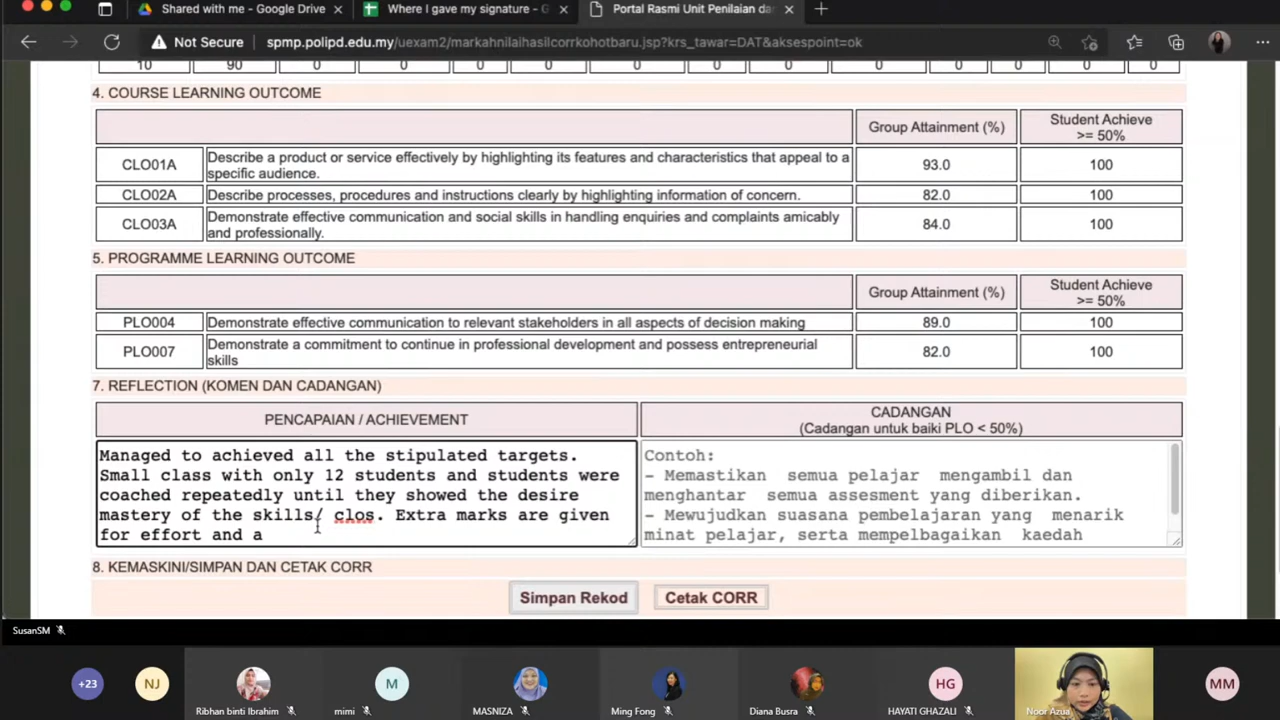 Shared with me - Google Drive
Where I gave my signature - G
Portal Rasmi Unit Penilaian da
Not Secure
spmp.polipd.edu.my/uexam2/markahnilaihasilcorrkohotbaru.jsp?krs_tawar=DAT&aksespoint=ok
10 90 0 0 0 0 0 0 0 0 0 0
4. COURSE LEARNING OUTCOME
Group Attainment (%)
Student Achieve
>= 50%
CLO01A
Describe a product or service effectively by highlighting its features and characteristics that appeal to a
specific audience.
93.0
100
CLO02A
Describe processes, procedures and instructions clearly by highlighting information of concern.
82.0
100
CLO03A
Demonstrate effective communication and social skills in handling enquiries and complaints amicably
and professionally.
84.0
100
5. PROGRAMME LEARNING OUTCOME
Group Attainment (%)
Student Achieve
>= 50%
PLO004
Demonstrate effective communication to relevant stakeholders in all aspects of decision making
89.0
100
PLO007
Demonstrate a commitment to continue in professional development and possess entrepreneurial
skills
82.0
100
7. REFLECTION (KOMEN DAN CADANGAN)
PENCAPAIAN / ACHIEVEMENT
CADANGAN
(Cadangan untuk baiki PLO < 50%)
Managed to achieved all the stipulated targets.
Small class with only 12 students and students were
coached repeatedly until they showed the desire
mastery of the skills/ clos. Extra marks are given
for effort and a
Contoh:
- Memastikan semua pelajar mengambil dan
menghantar semua assesment yang diberikan.
- Mewujudkan suasana pembelajaran yang menarik
minat pelajar, serta mempelbagaikan kaedah
8. KEMASKINI/SIMPAN DAN CETAK CORR
Simpan Rekod
Cetak CORR
SusanSM
+23
NJ
M
HG
MM
Ribhan binti Ibrahim
mimi
MASNIZA
Ming Fong
Diana Busra
HAYATI GHAZALI
Noor Azua